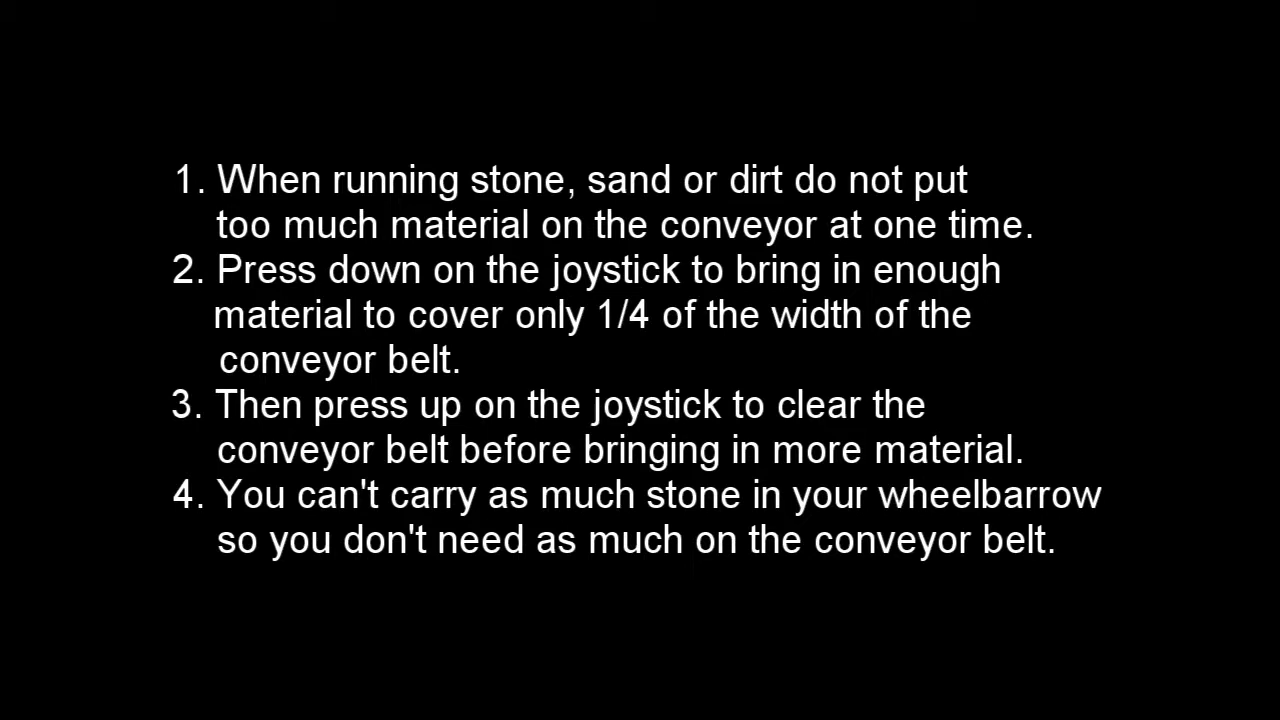 1. When running stone, sand or dirt do not put
too much material on the conveyor at one time.
2. Press down on the joystick to bring in enough
material to cover only 1/4 of the width of the
conveyor belt.
3. Then press up on the joystick to clear the
conveyor belt before bringing in more material.
4. You can't carry as much stone in your wheelbarrow
so you don't need as much on the conveyor belt.